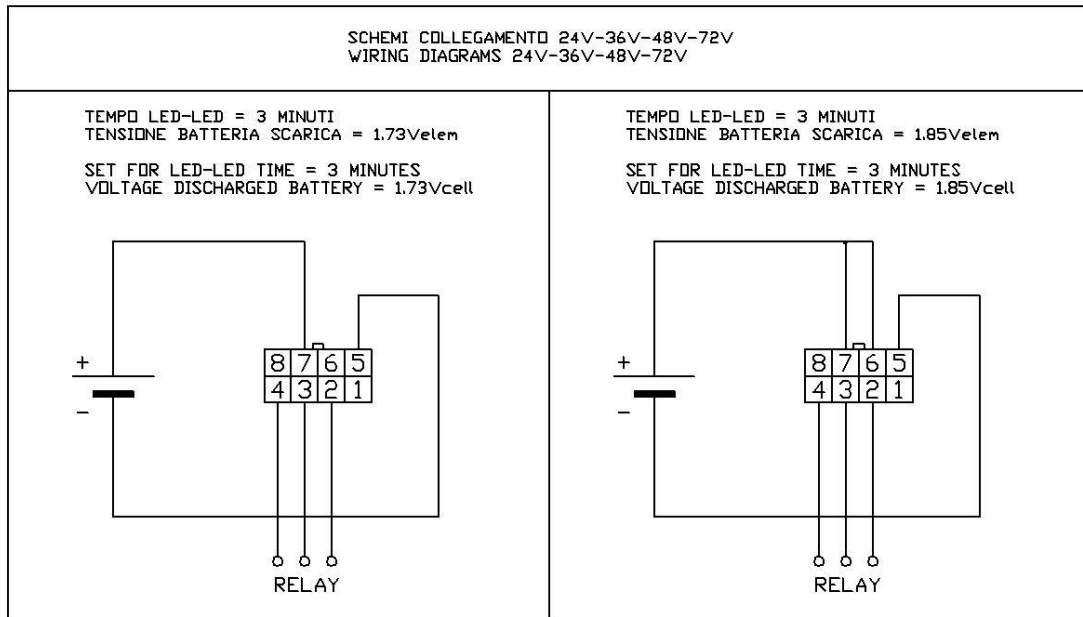 SCHEMI COLLEGAMENTO 24V-36V-48V-72V
WIRING DIAGRAMS 24V-36V-48V-72V
TEMPO LED-LED = 3 MINUTI
TENSIONE BATTERIA SCARICA = 1.73Velem
SET FOR LED-LED TIME = 3 MINUTES
VOLTAGE DISCHARGED BATTERY = 1.73Vcell
+
-
8 7 6 5
4 3 2 1
RELAY
TEMPO LED-LED = 3 MINUTI
TENSIONE BATTERIA SCARICA = 1.85Velem
SET FOR LED-LED TIME = 3 MINUTES
VOLTAGE DISCHARGED BATTERY = 1.85Vcell
+
-
8 7 6 5
4 3 2 1
RELAY